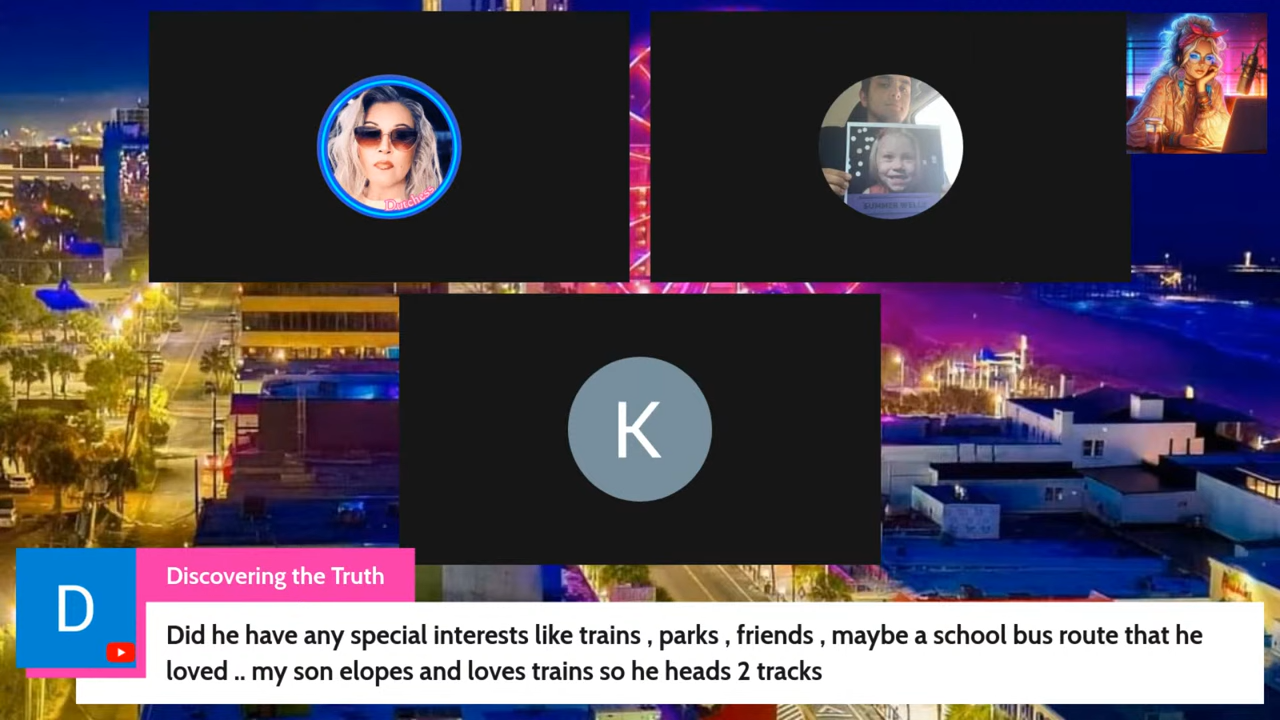 Dutchess
SUMMER WELLS
K
D
Discovering the Truth
Did he have any special interests like trains , parks , friends , maybe a school bus route that he
loved .. my son elopes and loves trains so he heads 2 tracks